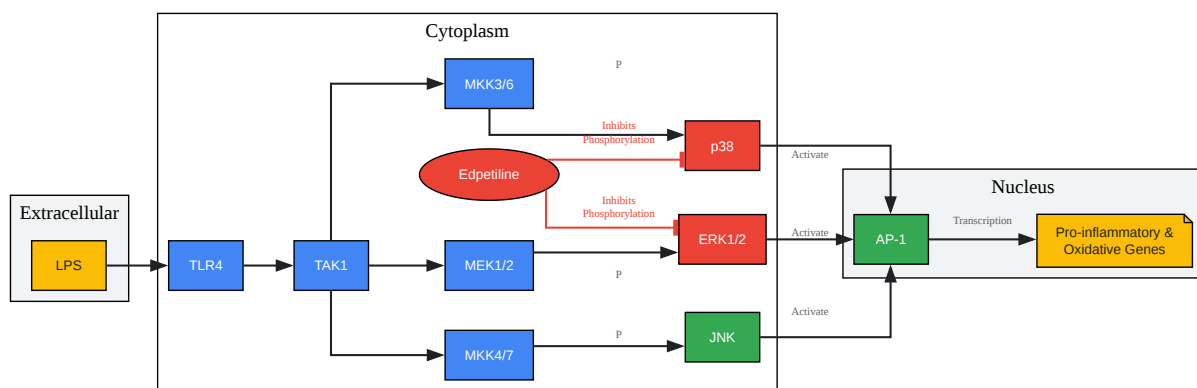 Cytoplasm
MKK3/6
P
Inhibits
Phosphorylation
p38
Activate
Edpetiline
Nucleus
Extracellular
Inhibits
Phosphorylation
Transcription
Pro-inflammatory &
Oxidative Genes
ERK1/2
Activate
AP-1
LPS
TLR4
TAK1
MEK1/2
P
Activate
MKK4/7
P
JNK